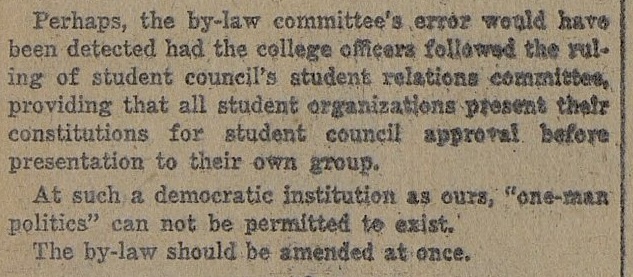 Perhaps, the by-law committee's error would have
been detected had the college officers followed the rul-
ing of student council's student relations committee,
providing that all student organizations present their
constitutions for student council approval before
presentation to their own group.
At such a democratic institution as ours, "one-man
politics" can not be permitted to exist.
The by-law should be amended at once.